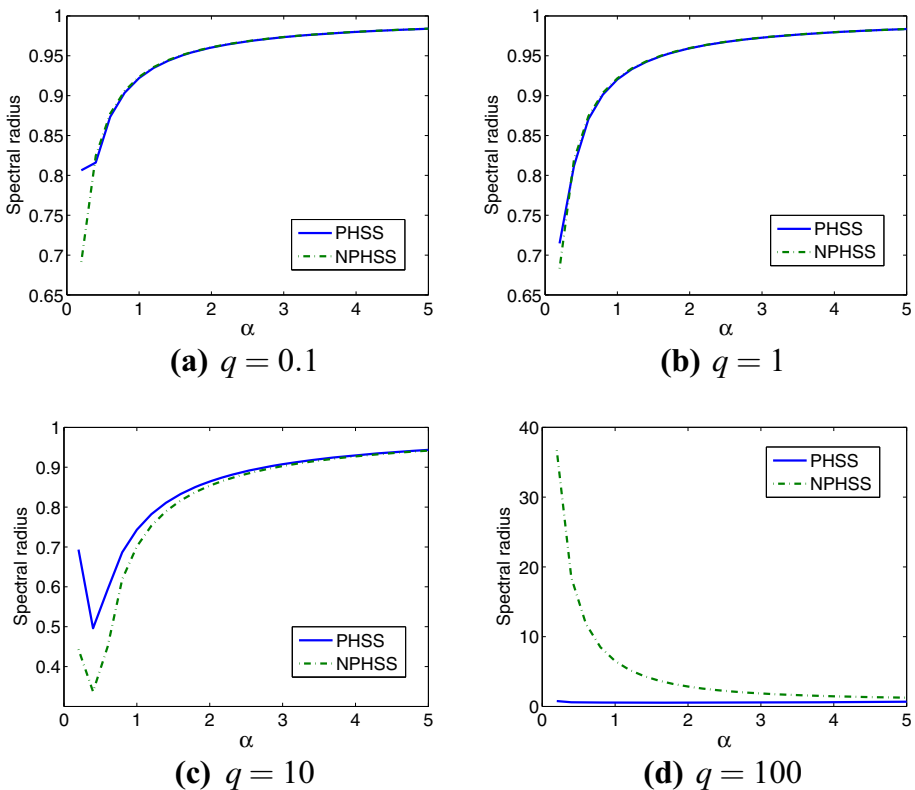 1
0.95
0.9
0.85
0.8
0.75
0.7
0.65
Spectral radius
PHSS
NPHSS
0 1 2 3 4 5
α
(a) q = 0.1
1
0.95
0.9
0.85
0.8
0.75
0.7
0.65
Spectral radius
PHSS
NPHSS
0 1 2 3 4 5
α
(b) q = 1
1
0.9
0.8
0.7
0.6
0.5
0.4
Spectral radius
PHSS
NPHSS
0 1 2 3 4 5
α
(c) q = 10
40
30
20
10
0
Spectral radius
PHSS
NPHSS
0 1 2 3 4 5
α
(d) q = 100